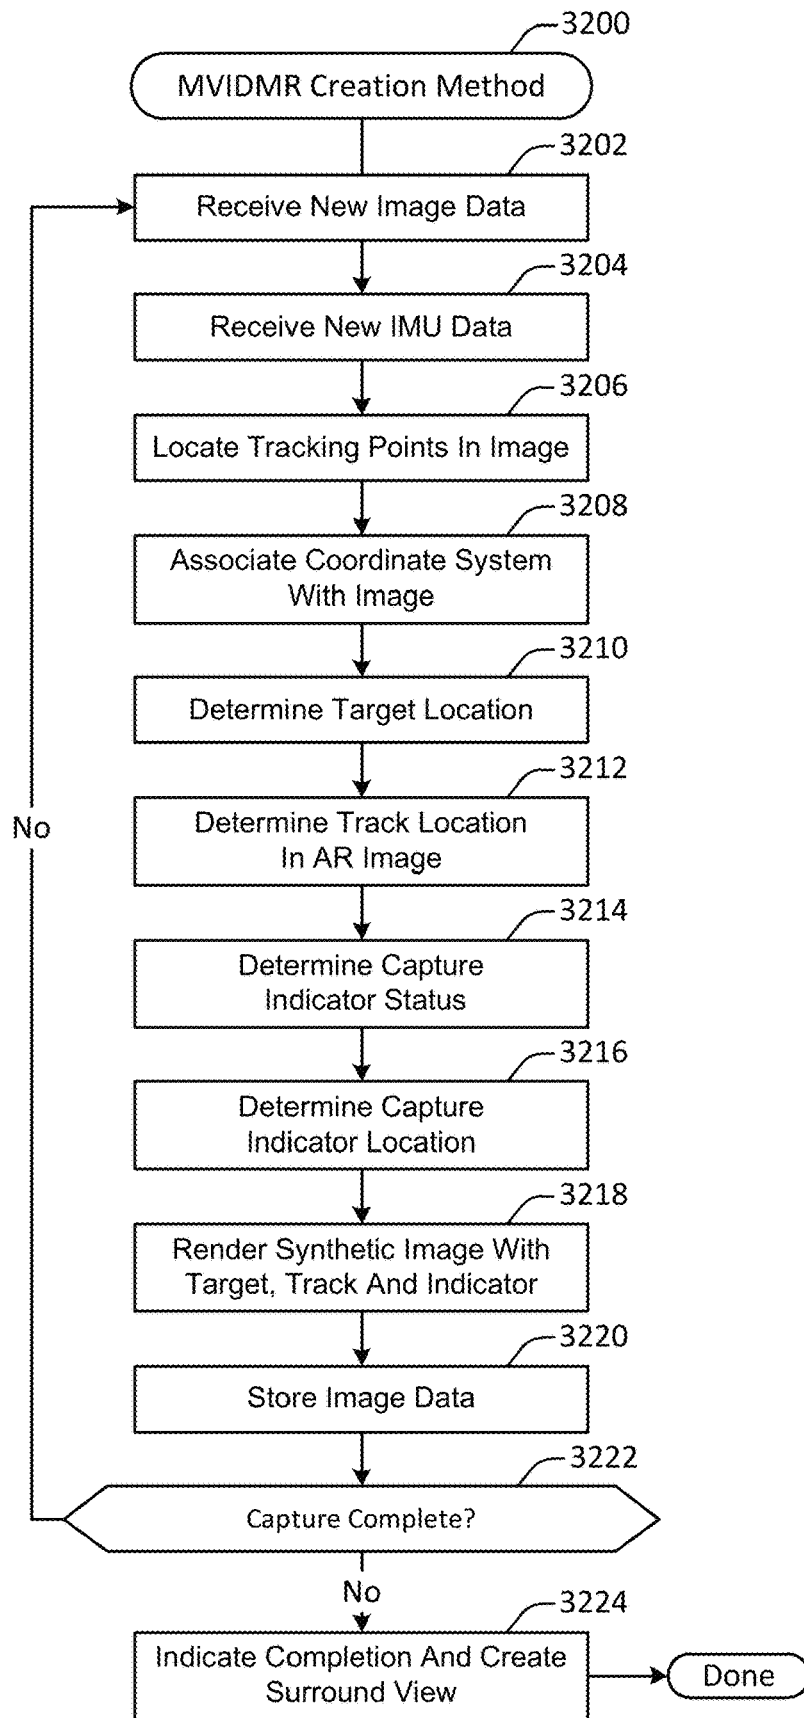 3200
MVIDMR Creation Method
3202
Receive New Image Data
3204
Receive New IMU Data
3206
Locate Tracking Points In Image
3208
Associate Coordinate System
With Image
3210
Determine Target Location
3212
Determine Track Location
In AR Image
No
3214
Determine Capture
Indicator Status
3216
Determine Capture
Indicator Location
3218
Render Synthetic Image With
Target, Track And Indicator
3220
Store Image Data
3222
Capture Complete?
No
3224
Indicate Completion And Create
Surround View
Done